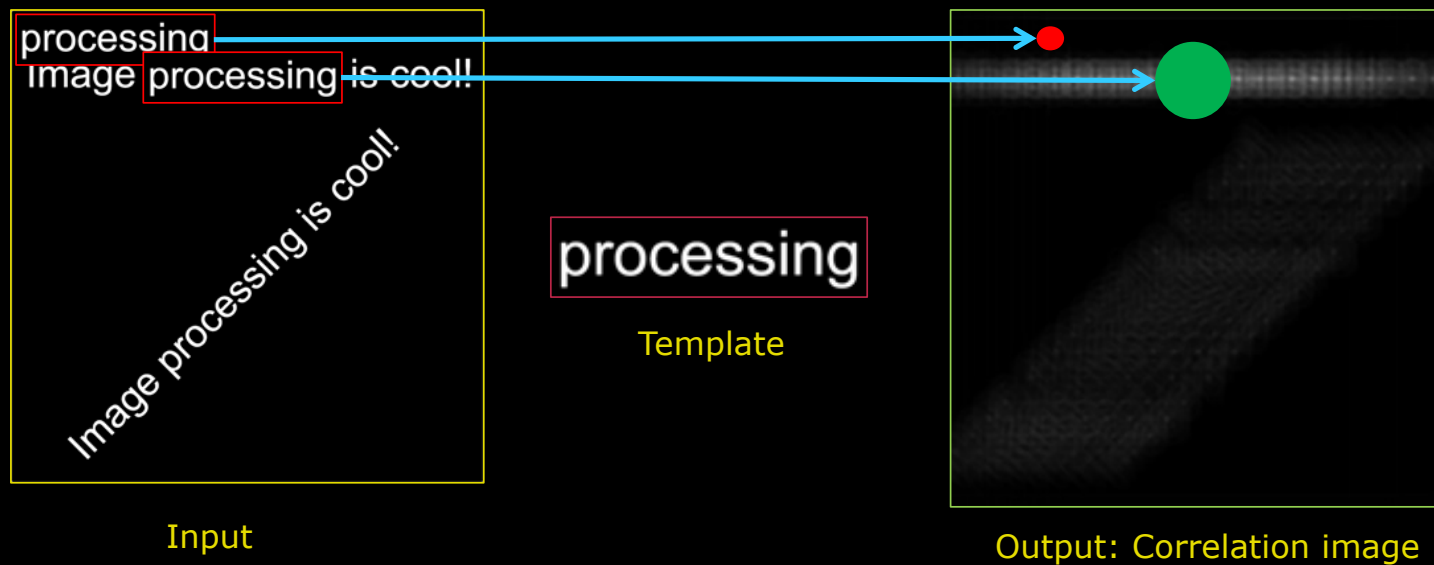 processing
Image processing is cool!
Image processing is cool!
processing
Template
Input
Output: Correlation image